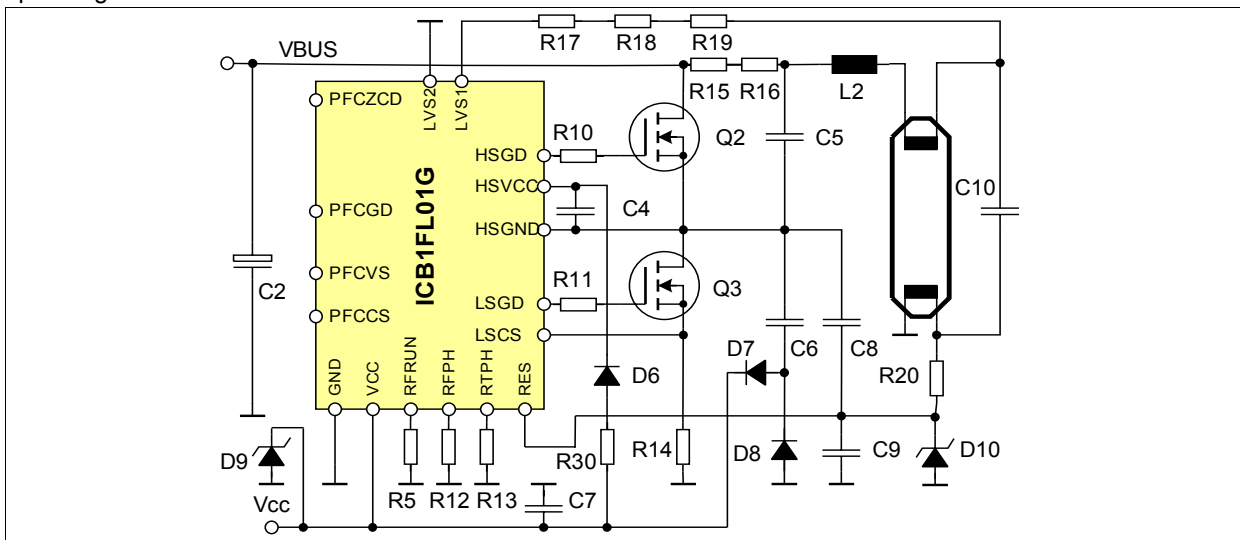 R17 R18 R19
VBUS
R15 R16 L2
PFCZCD LVS2 LVS1
R10 Q2 C5
HSGD
HSVCC
C4 C10
ICB1FL01G
PFCGD HSGND
C2 PFCVS R11 Q3
LSGD
PFCCS LSCS
D7 C6 C8
GND VCC RFRUN RFPH RTPH RES
D6 R20
D9 R30 R14 D8 C9 D10
R5 R12 R13 C7
Vcc